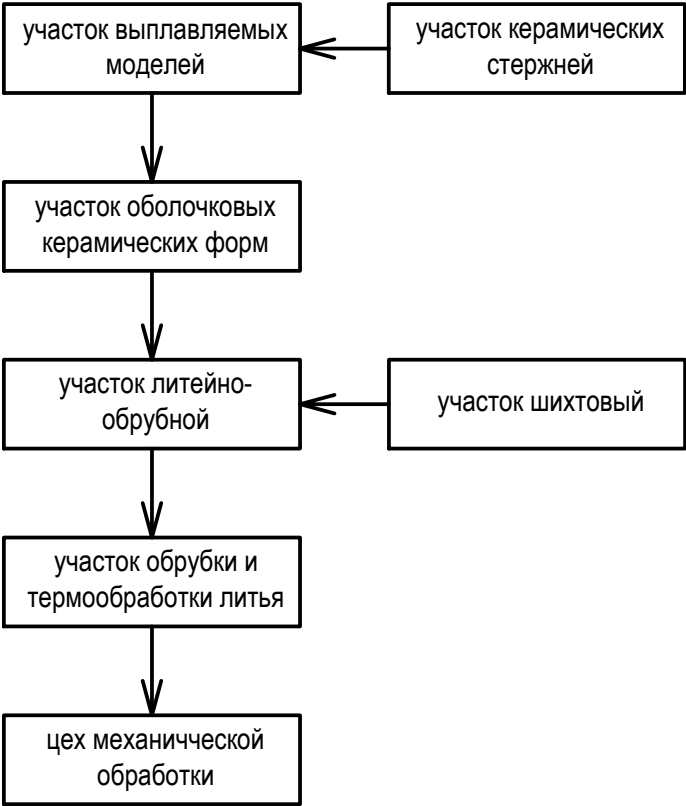 участок выплавляемых
моделей
участок керамических
стержней
участок оболочковых
керамических форм
участок литейно-
обрубной
участок шихтовый
участок обрубки и
термообработки литья
цех механиччecкой
обработки